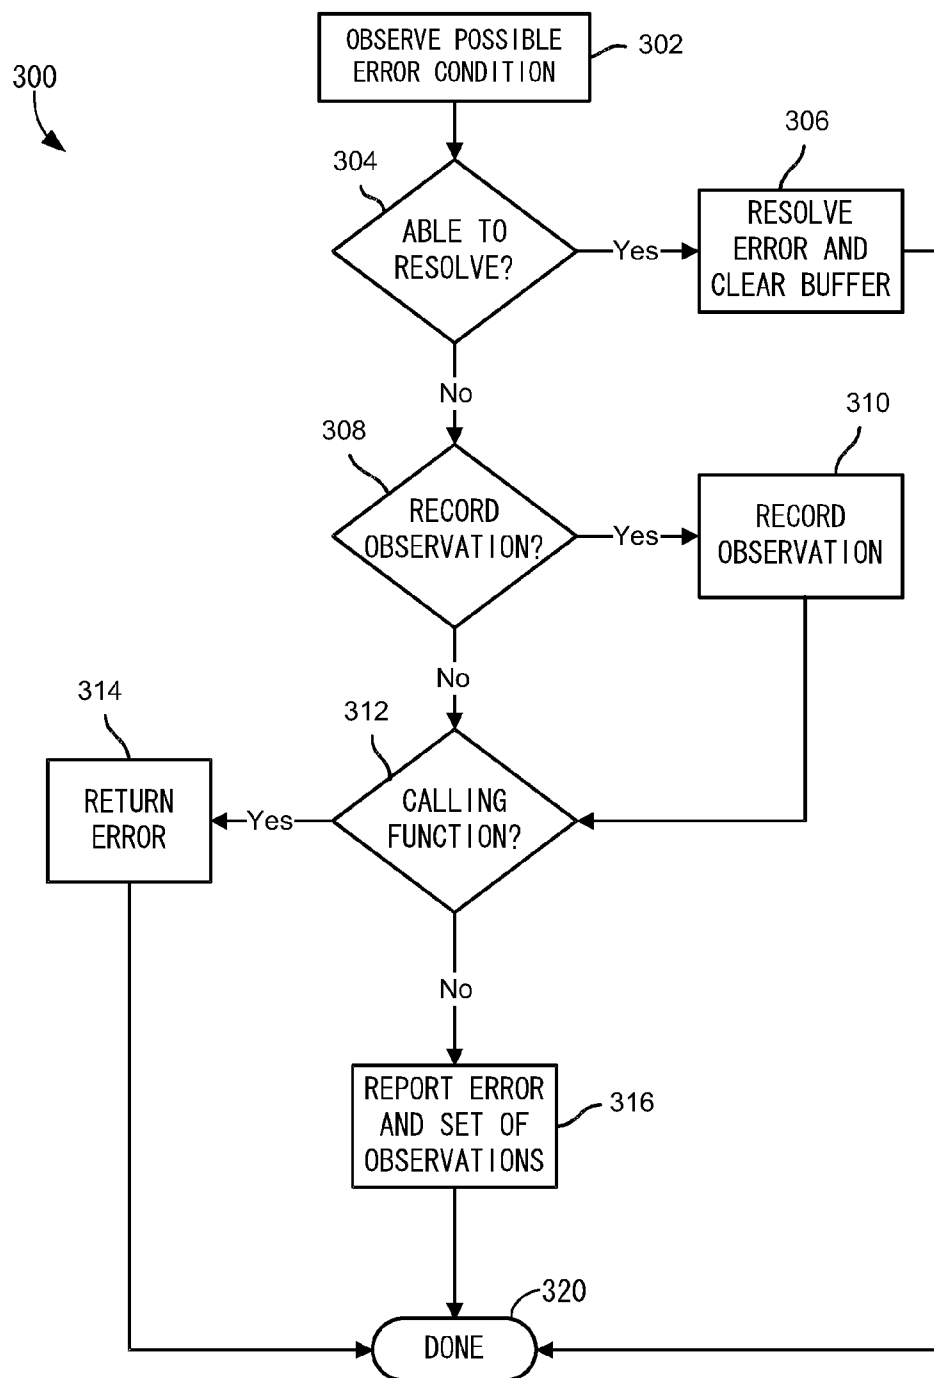 300
OBSERVE POSSIBLE
ERROR CONDITION
302
304
ABLE TO
RESOLVE?
Yes
306
RESOLVE
ERROR AND
CLEAR BUFFER
No
308
RECORD
OBSERVATION?
Yes
310
RECORD
OBSERVATION
No
312
CALLING
FUNCTION?
Yes
314
RETURN
ERROR
No
REPORT ERROR
AND SET OF
OBSERVATIONS
316
320
DONE